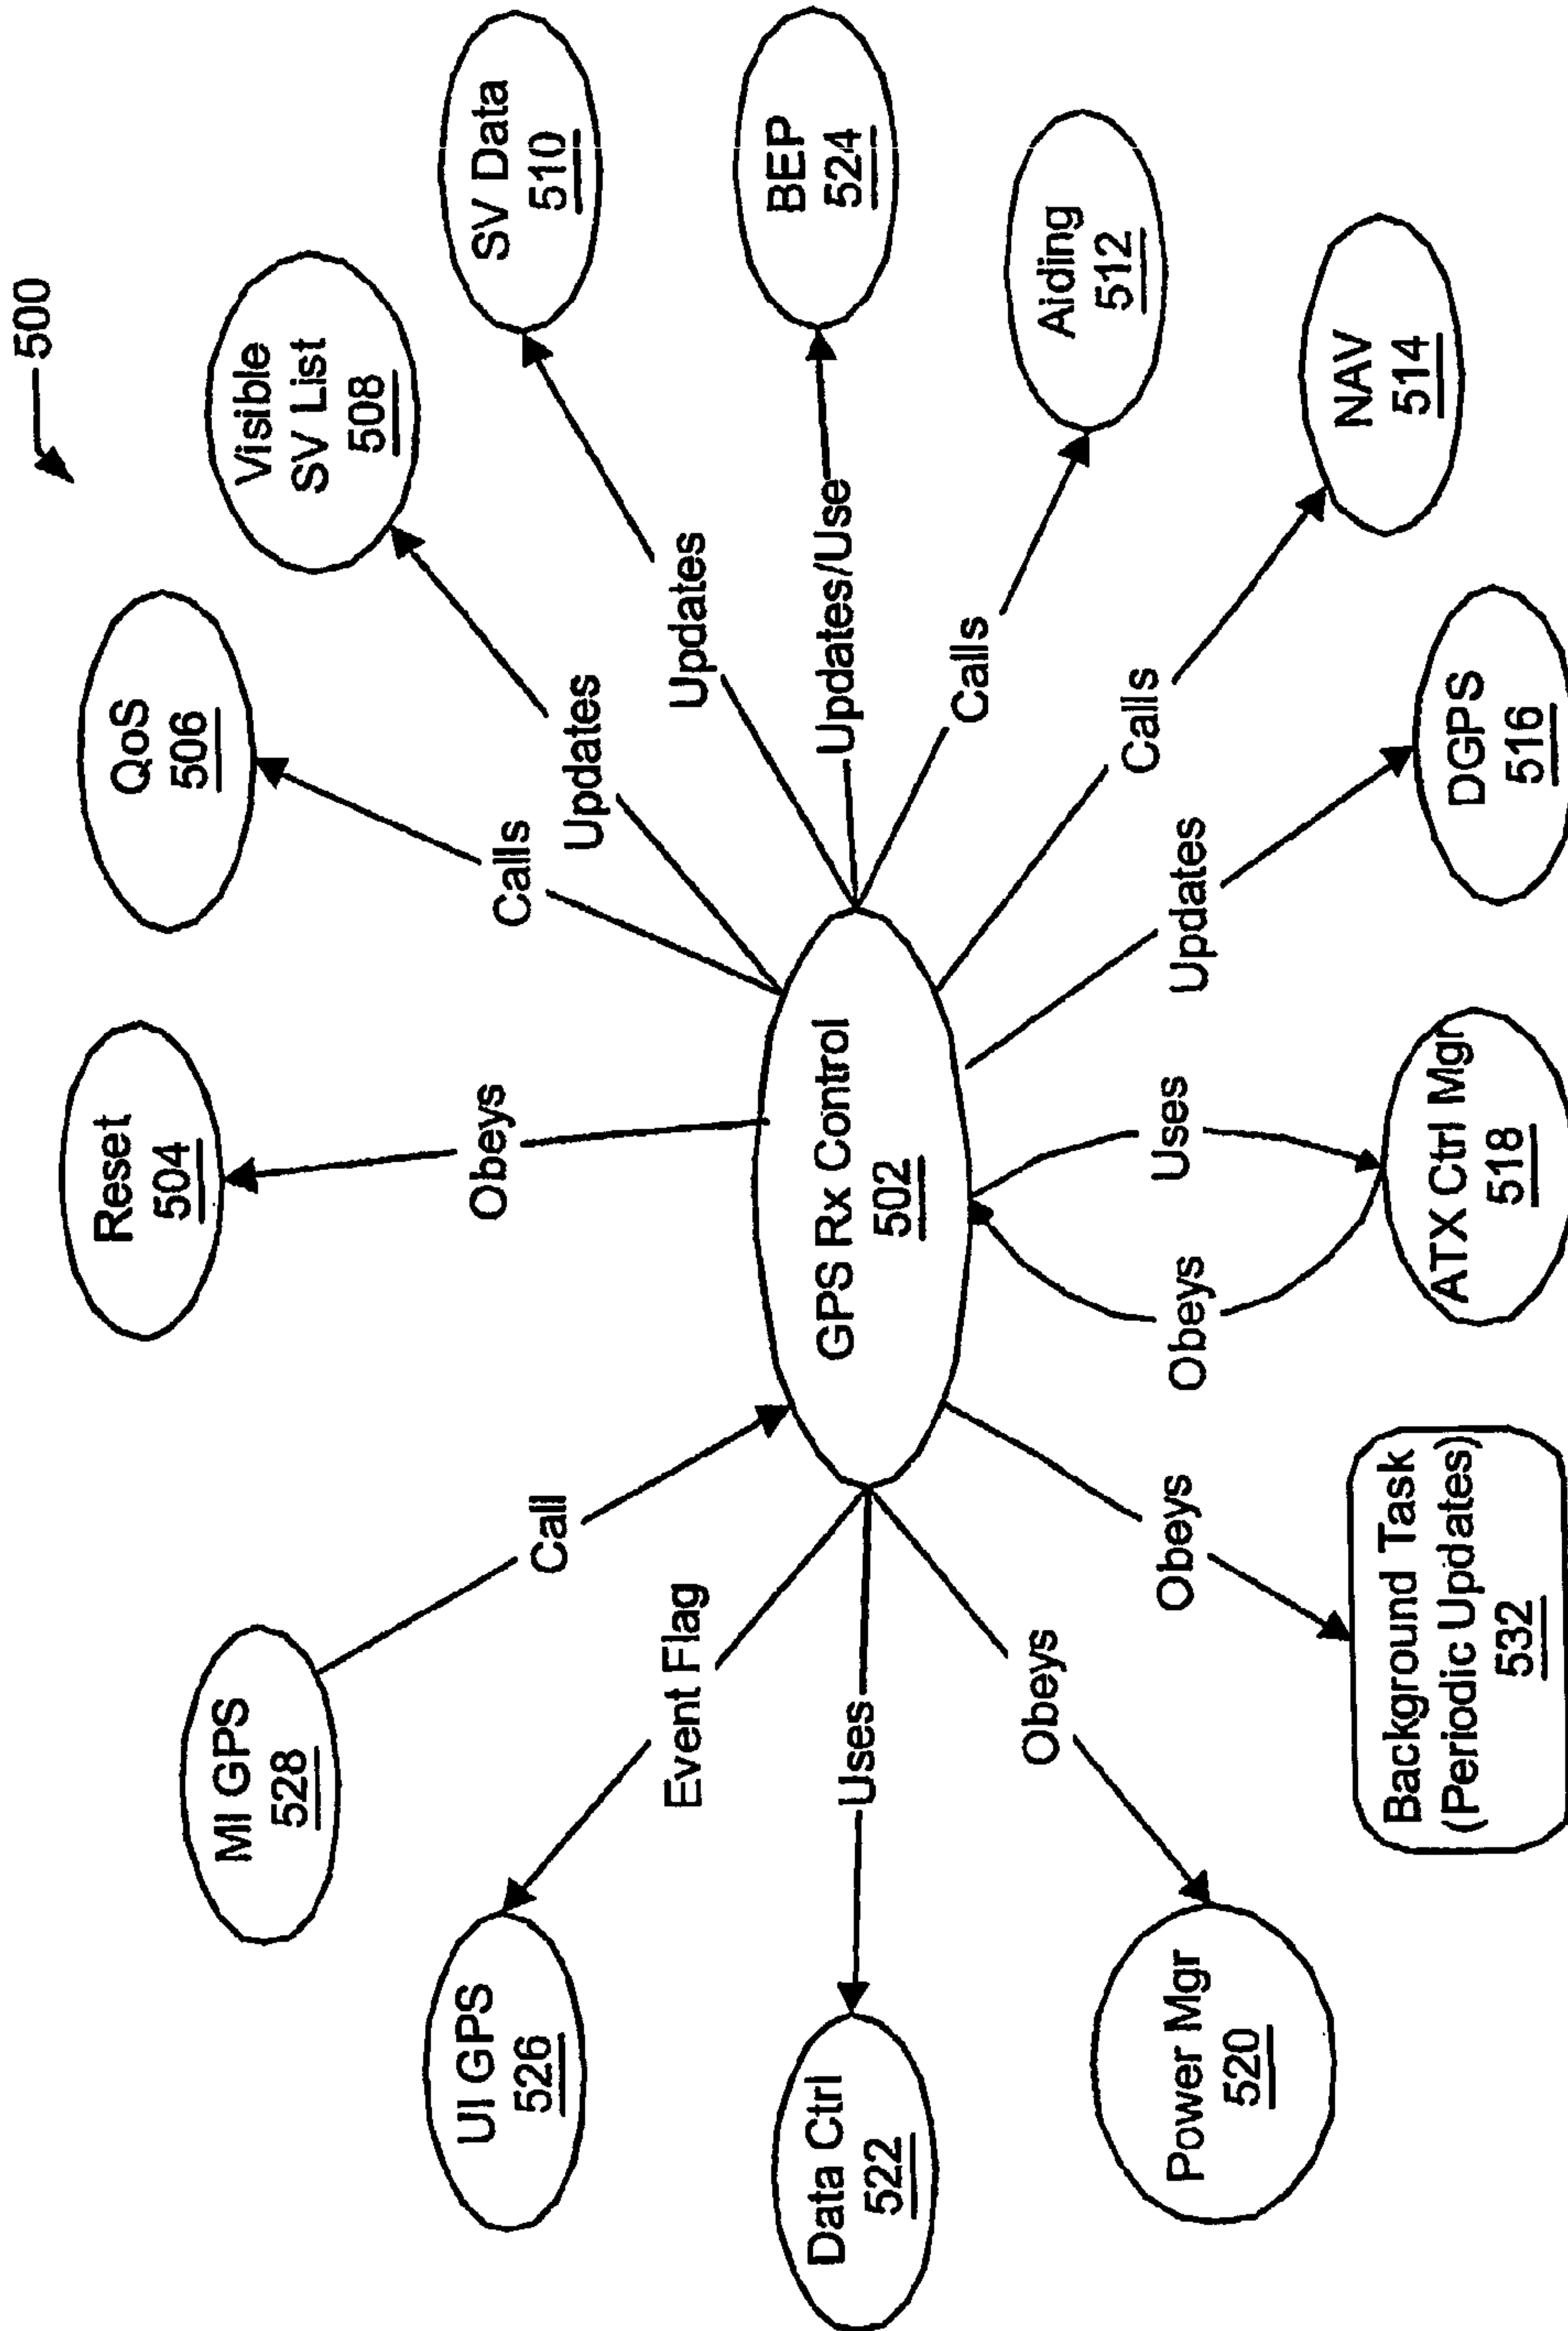 500
Reset
504
QoS
506
Visible
SV List
508
SV Data
510
BEP
524
Aiding
512
NAV
514
DGPS
516
ATX Ctrl Mgr
518
Background Task
(Periodic Updates)
532
Power Mgr
520
Data Ctrl
522
UI GPS
526
MI GPS
528
GPS Rx Control
502
Obeys
Calls
Updates
Updates
Updates/Use
Calls
Calls
Updates
Uses
Obeys
Obeys
Obeys
Uses
Event Flag
Call